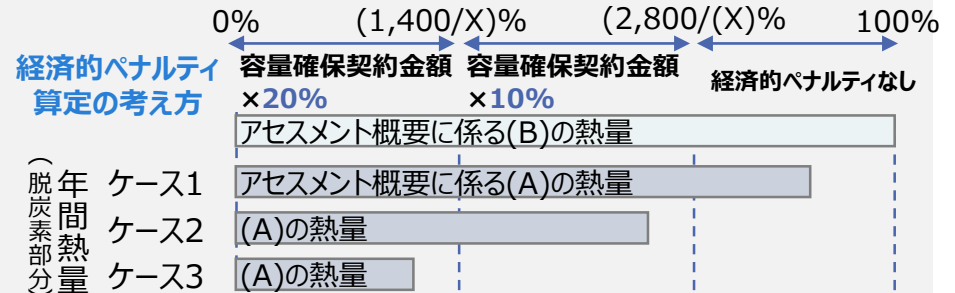 0% (1,400/X)% (2,800/(X)% 100%
経済的ペナルティ
算定の考え方
容量確保契約金額
×20%
容量確保契約金額
×10%
経済的ペナルティなし
アセスメント概要に係る(B)の熱量
年間熱量
(脱炭素部分)
ケース1 アセスメント概要に係る(A)の熱量
ケース2 (A)の熱量
ケース3 (A)の熱量